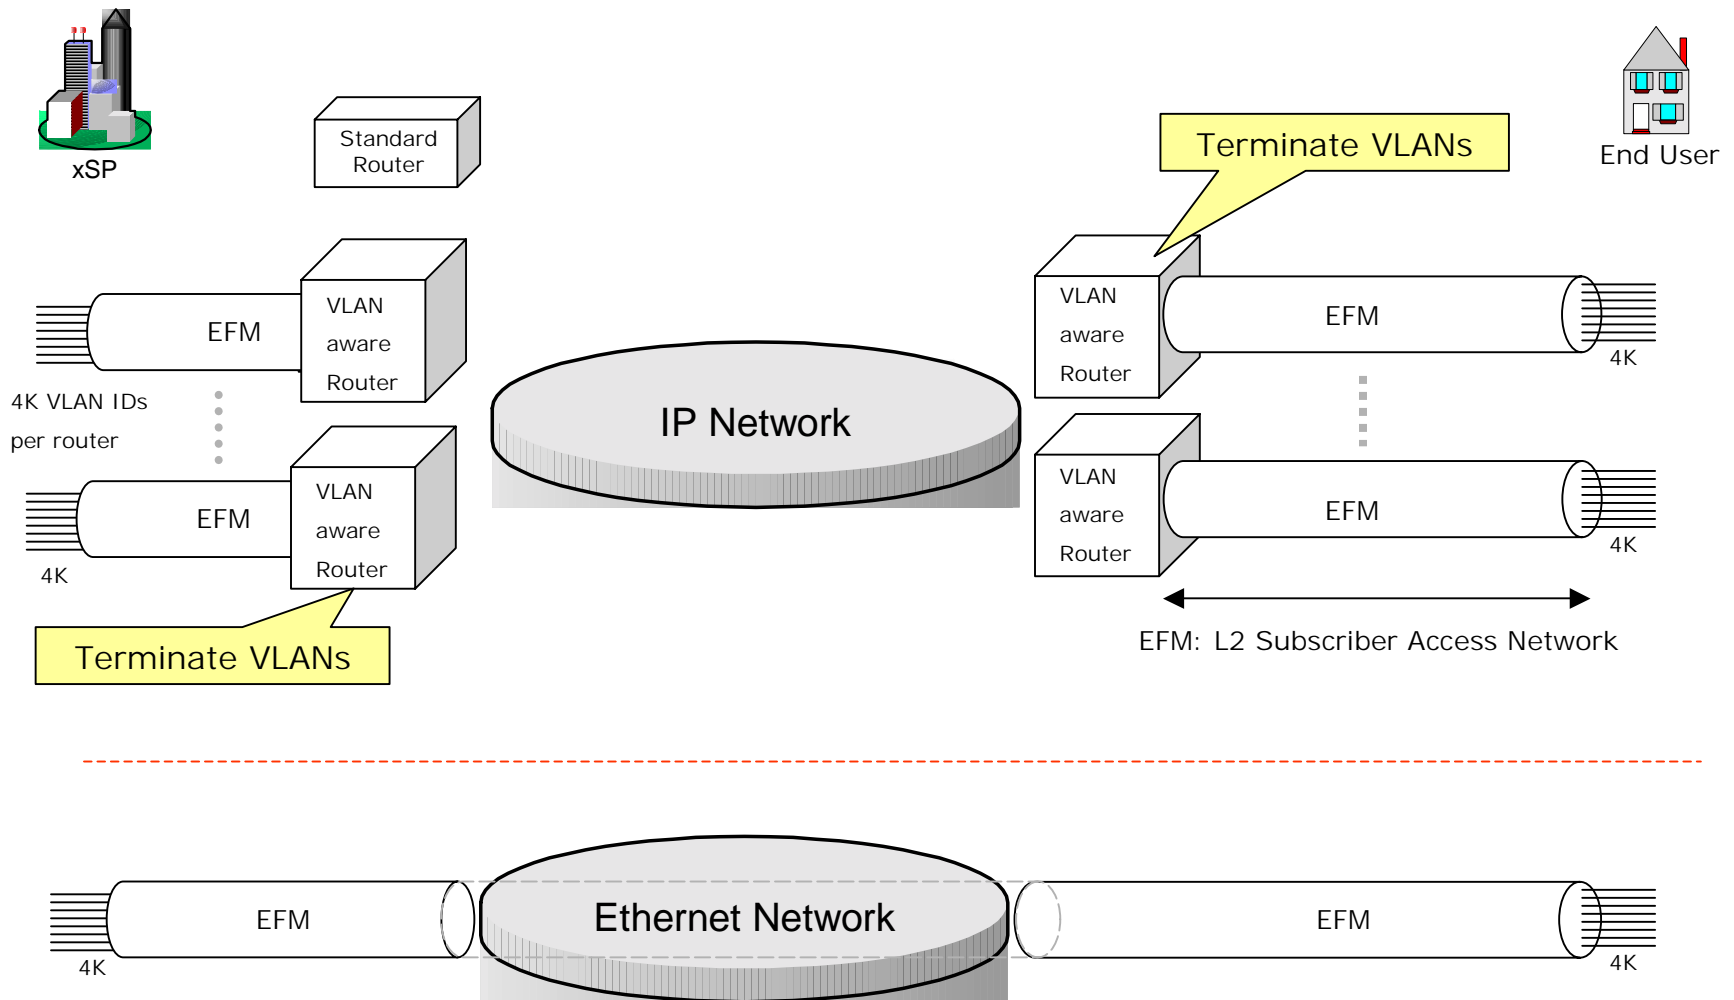 xSP
Standard
Router
Terminate VLANs
End User
EFM
VLAN
aware
Router
4K VLAN IDs
per router
IP Network
VLAN
aware
Router
EFM
4K
EFM
VLAN
aware
Router
4K
VLAN
aware
Router
EFM
4K
Terminate VLANs
EFM: L2 Subscriber Access Network
EFM
4K
Ethernet Network
EFM
4K